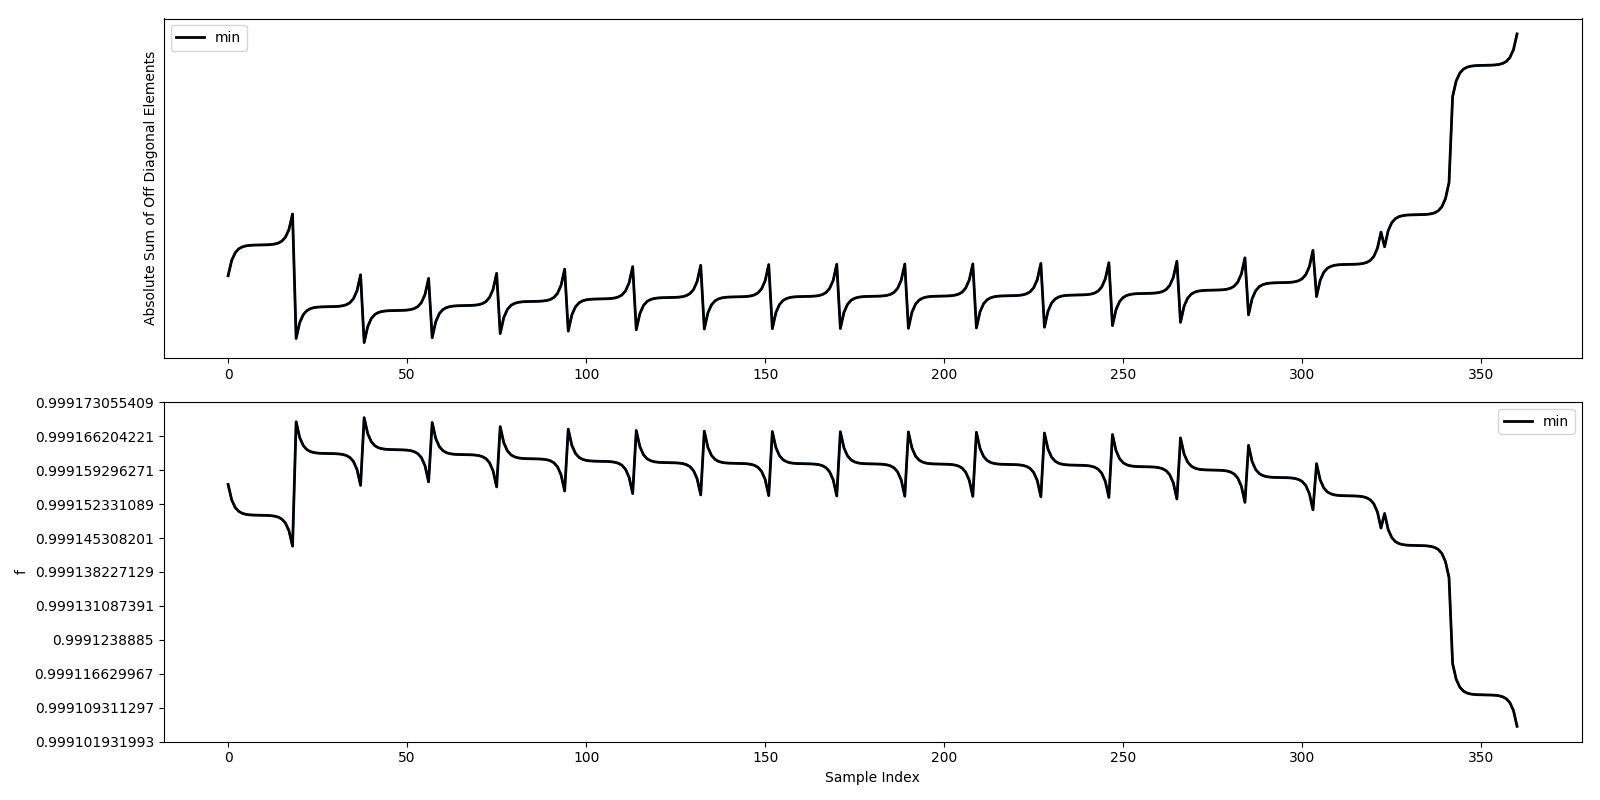 min
Absolute Sum of Off Diagonal Elements
0 50 100 150 200 250 300 350
min
0.999173055409
0.999166204221
0.999159296271
0.999152331089
0.999145308201
0.999138227129
0.999131087391
0.9991238885
0.999116629967
0.999109311297
0.999101931993
f
0 50 100 150 200 250 300 350
Sample Index